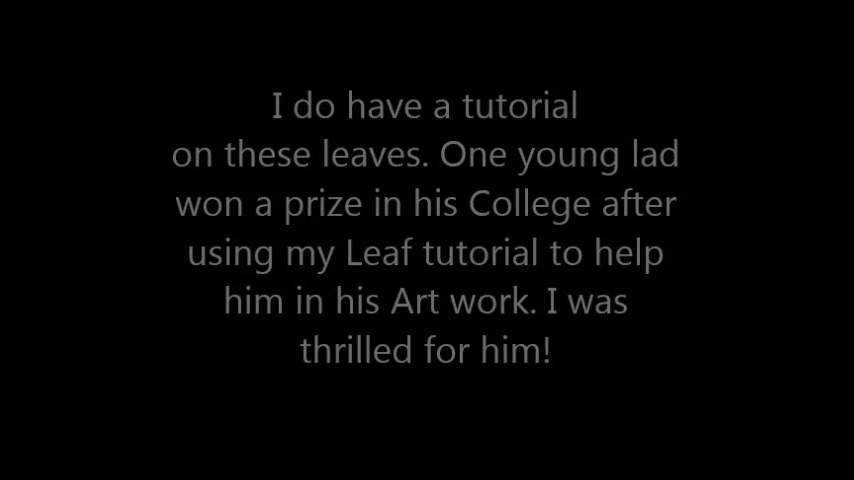 I do have a tutorial
on these leaves. One young lad
won a prize in his College after
using my Leaf tutorial to help
him in his Art work. I was
thrilled for him!